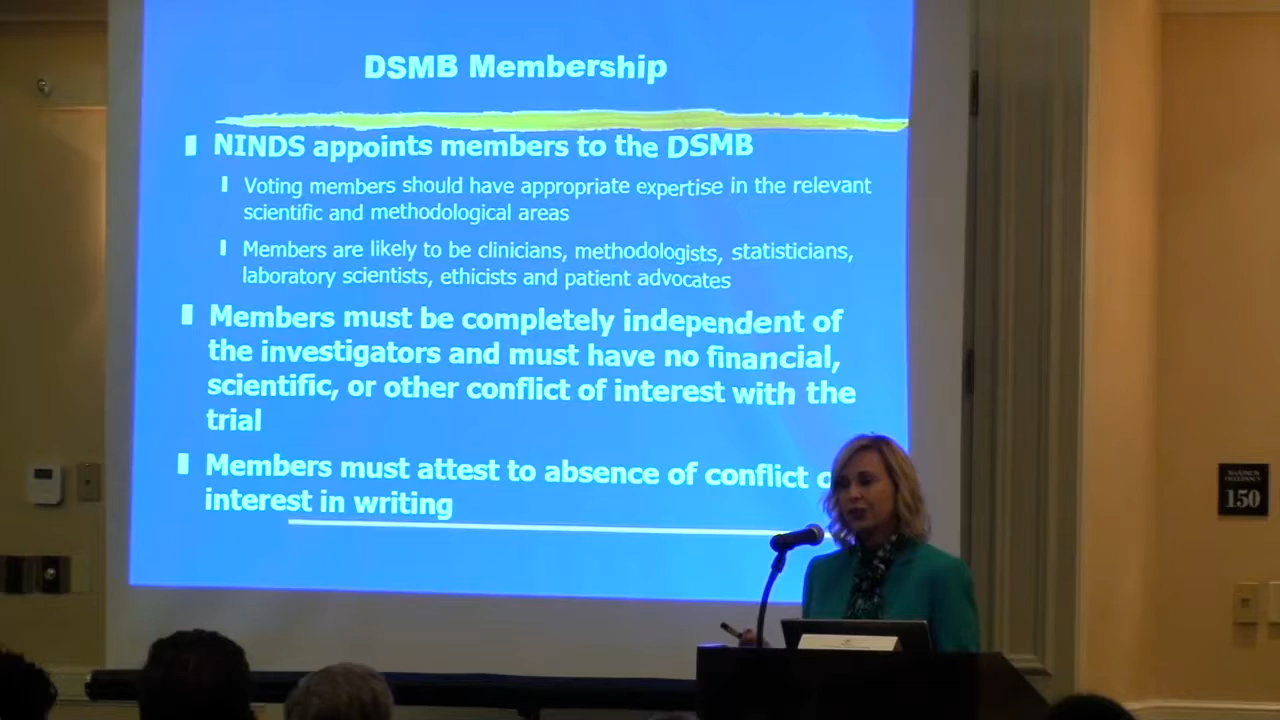 DSMB Membership
NINDS appoints members to the DSMB
Voting members should have appropriate expertise in the relevant
scientific and methodological areas
Members are likely to be clinicians, methodologists, statisticians,
laboratory scientists, ethicists and patient advocates
Members must be completely independent of
the investigators and must have no financial,
scientific, or other conflict of interest with the
trial
Members must attest to absence of conflict o
interest in writing
MAXIMUM
OCCUPANCY
150